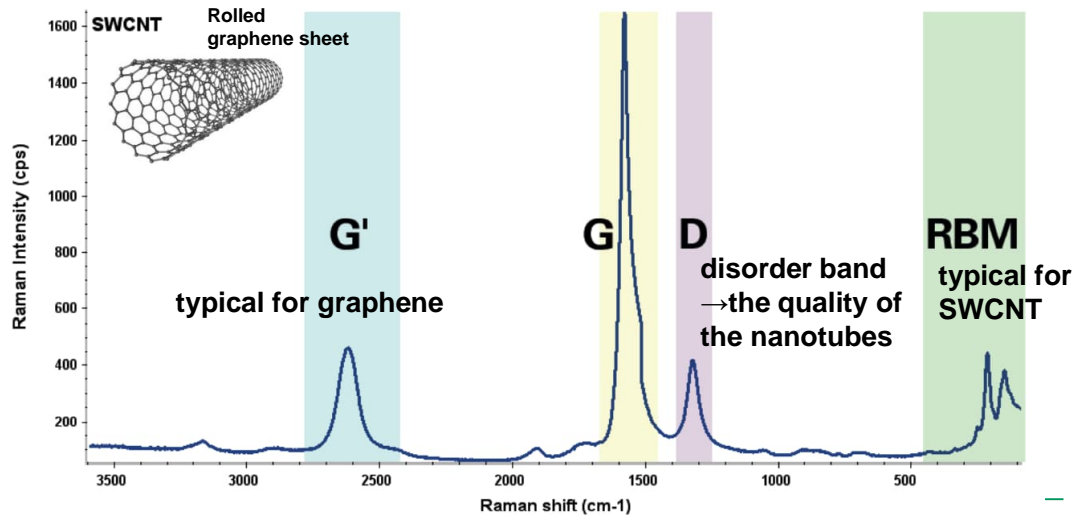 SWCNT
Rolled
graphene sheet
1600
1400
1200
1000
800
600
400
200
Raman Intensity (cps)
G'
G
D
RBM
typical for graphene
disorder band
→the quality of
the nanotubes
typical for
SWCNT
3500
3000
2500
2000
1500
1000
500
Raman shift (cm-1)